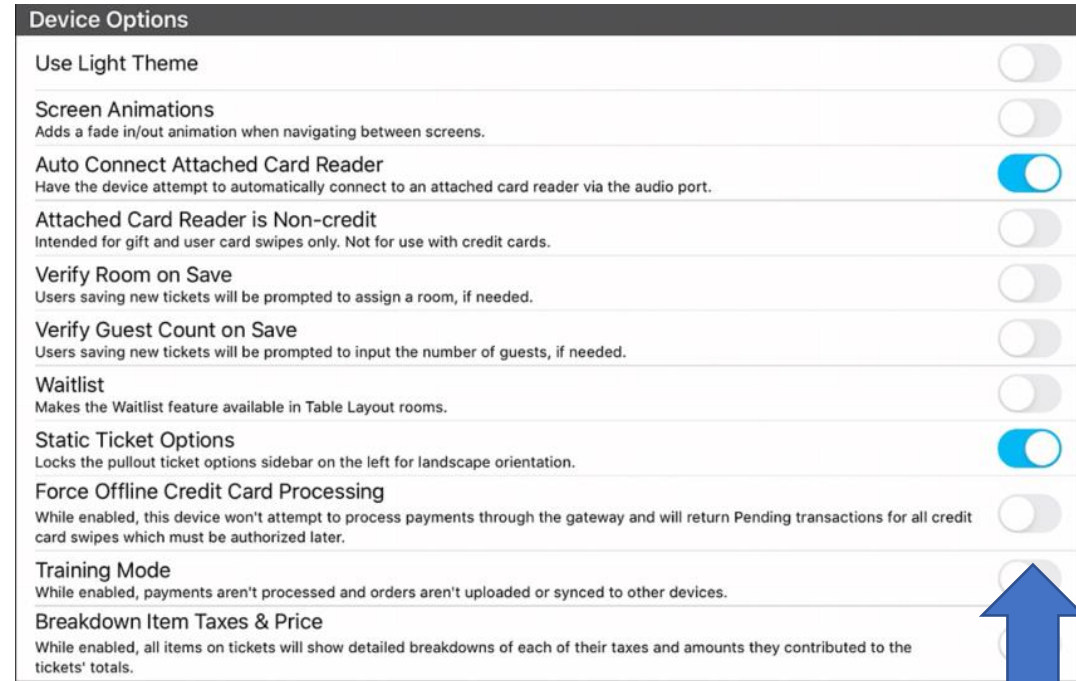 Device Options
Use Light Theme
Screen Animations
Adds a fade in/out animation when navigating between screens.
Auto Connect Attached Card Reader
Have the device attempt to automatically connect to an attached card reader via the audio port.
Attached Card Reader is Non-credit
Intended for gift and user card swipes only. Not for use with credit cards.
Verify Room on Save
Users saving new tickets will be prompted to assign a room, if needed.
Verify Guest Count on Save
Users saving new tickets will be prompted to input the number of guests, if needed.
Waitlist
Makes the Waitlist feature available in Table Layout rooms.
Static Ticket Options
Locks the pullout ticket options sidebar on the left for landscape orientation.
Force Offline Credit Card Processing
While enabled, this device won't attempt to process payments through the gateway and will return Pending transactions for all credit
card swipes which must be authorized later.
Training Mode
While enabled, payments aren't processed and orders aren't uploaded or synced to other devices.
Breakdown Item Taxes & Price
While enabled, all items on tickets will show detailed breakdowns of each of their taxes and amounts they contributed to the
tickets' totals.